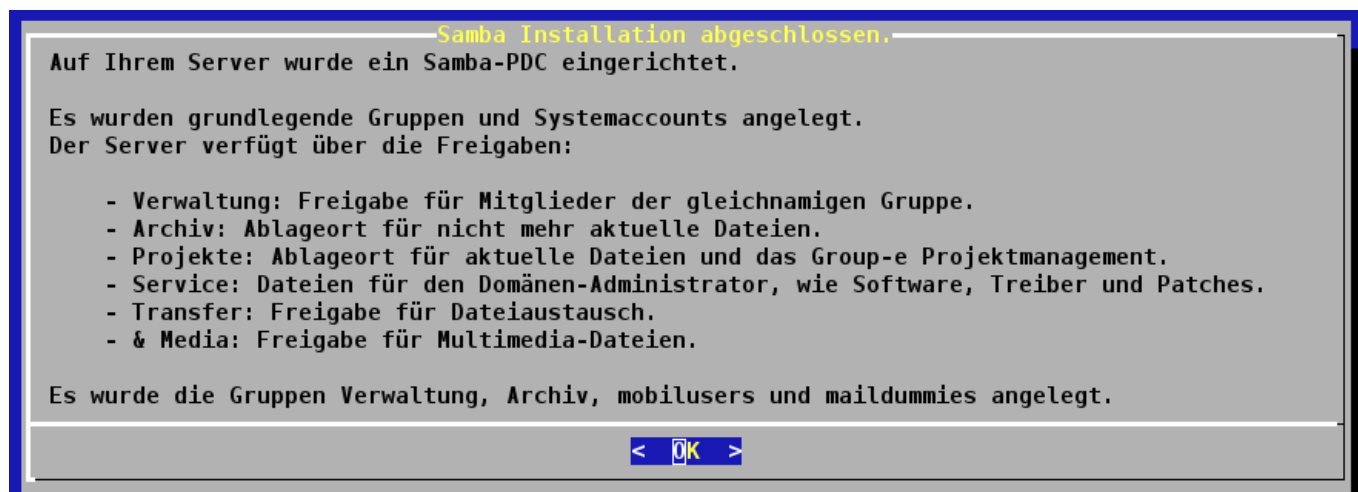 Samba Installation abgeschlossen.
Auf Ihrem Server wurde ein Samba-PDC eingerichtet.
Es wurden grundlegende Gruppen und Systemaccounts angelegt.
Der Server verfügt über die Freigaben:
- Verwaltung: Freigabe für Mitglieder der gleichnamigen Gruppe.
- Archiv: Ablageort für nicht mehr aktuelle Dateien.
- Projekte: Ablageort für aktuelle Dateien und das Group-e Projektmanagement.
- Service: Dateien für den Domänen-Administrator, wie Software, Treiber und Patches.
- Transfer: Freigabe für Dateiaustausch.
- & Media: Freigabe für Multimedia-Dateien.
Es wurde die Gruppen Verwaltung, Archiv, mobilusers und maildummies angelegt.
< OK >